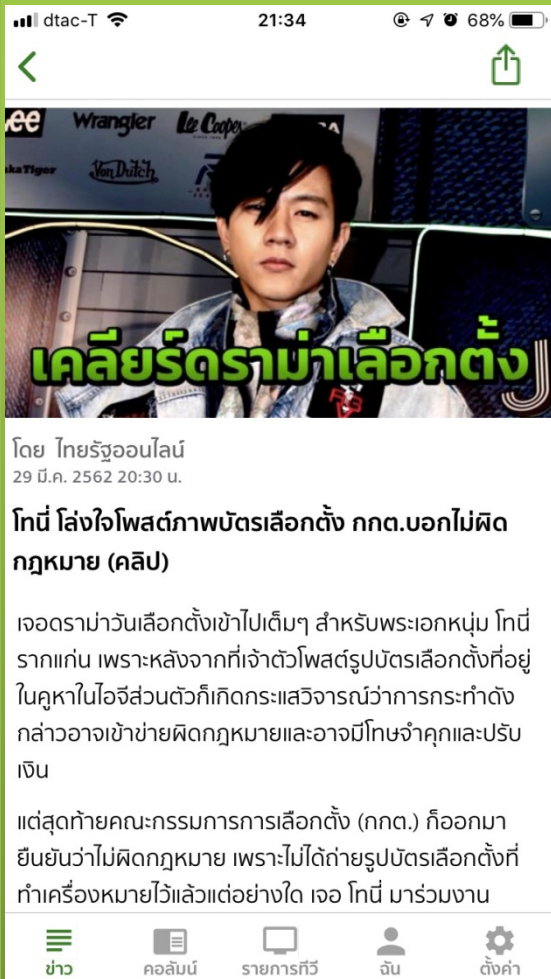 dtac-T 21:34 68%
ee Wrangler Lee Cooper
kaTiger Von Dutch
เคลียร์ดราม่าเลือกตั้ง
โดย ไทยรัฐออนไลน์
29 มี.ค. 2562 20:30 น.
โทนี่ โล่งใจโพสต์ภาพบัตรเลือกตั้ง กกต.บอกไม่ผิด
กฎหมาย (คลิป)
เจอดราม่าวันเลือกตั้งเข้าไปเต็มๆ สำหรับพระเอกหนุ่ม โทนี่
รากแก่น เพราะหลังจากที่เจ้าตัวโพสต์รูปบัตรเลือกตั้งที่อยู่
ในคูหาในไอจีส่วนตัวก็เกิดกระแสวิจารณ์ว่าการกระทำดัง
กล่าวอาจเข้าข่ายผิดกฎหมายและอาจมีโทษจำคุกและปรับ
เงิน
แต่สุดท้ายคณะกรรมการการเลือกตั้ง (กกต.) ก็ออกมา
ยืนยันว่าไม่ผิดกฎหมาย เพราะไม่ได้ถ่ายรูปบัตรเลือกตั้งที่
ทำเครื่องหมายไว้แล้วแต่อย่างใด เจอ โทนี่ มาร่วมงาน
ข่าว คอลัมน์ รายการทีวี ฉัน ตั้งค่า